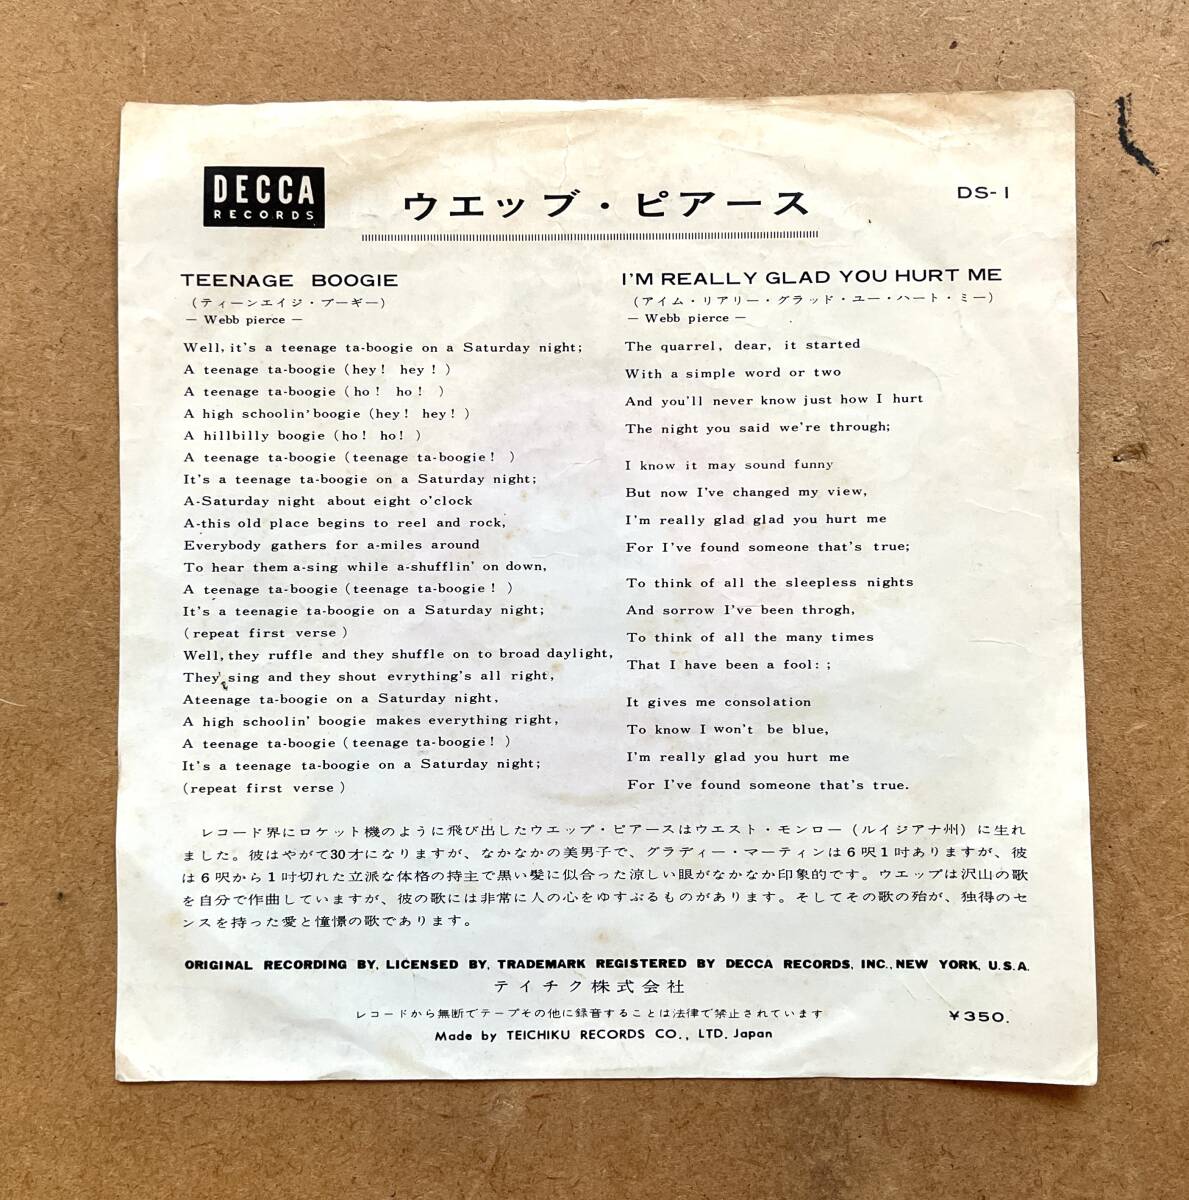 DECCA
RECORDS
ウエッブ・ピアース
DS-1
TEENAGE BOOGIE
(ティーンエイジ・ブーギー)
— Webb pierce —
Well, it's a teenage ta-boogie on a Saturday night;
A teenage ta-boogie (hey! hey! )
A teenage ta-boogie (ho! ho! )
A high schoolin' boogie (hey! hey! )
A hillbilly boogie (ho! ho! )
A teenage ta-boogie (teenage ta-boogie! )
It's a teenage ta-boogie on a Saturday night;
A-Saturday night about eight o'clock
A-this old place begins to reel and rock,
Everybody gathers for a-miles around
To hear them a-sing while a-shufflin' on down,
A teenage ta-boogie (teenage ta-boogie! )
It's a teenagie ta-boogie on a Saturday night;
(repeat first verse )
Well, they ruffle and they shuffle on to broad daylight,
They sing and they shout evrything's all right,
Ateenage ta-boogie on a Saturday night,
A high schoolin' boogie makes everything right,
A teenage ta-boogie ( teenage ta-boogie! )
It's a teenage ta-boogie on a Saturday night;
(repeat first verse )
I'M REALLY GLAD YOU HURT ME
(アイム・リアリー・グラッド・ユー・ハート・ミー)
— Webb pierce —
The quarrel, dear, it started
With a simple word or two
And you'll never know just how I hurt
The night you said we're through;
I know it may sound funny
But now I've changed my view,
I'm really glad glad you hurt me
For I've found someone that's true;
To think of all the sleepless nights
And sorrow I've been throgh,
To think of all the many times
That I have been a fool: ;
It gives me consolation
To know I won't be blue,
I'm really glad you hurt me
For I've found someone that's true.
レコード界にロケット機のように飛び出したウエッブ・ピアースはウエスト・モンロー (ルイジアナ州) に生れ
ました。彼はやがて30才になりますが、なかなかの美男子で、グラディー・マーティンは6呎1吋ありますが、彼
は6呎から1吋切れた立派な体格の持主で黒い髪に似合った涼しい眼がなかなか印象的です。ウエッブは沢山の歌
を自分で作曲していますが、彼の歌には非常に人の心をゆすぶるものがあります。そしてその歌の殆が、独得のセ
ンスを持った愛と憧憬の歌であります。
ORIGINAL RECORDING BY, LICENSED BY, TRADEMARK REGISTERED BY DECCA RECORDS, INC., NEW YORK, U.S.A.
テイチク株式会社
レコードから無断でテープその他に録音することは法律で禁止されています
¥350.
Made by TEICHIKU RECORDS CO., LTD. Japan